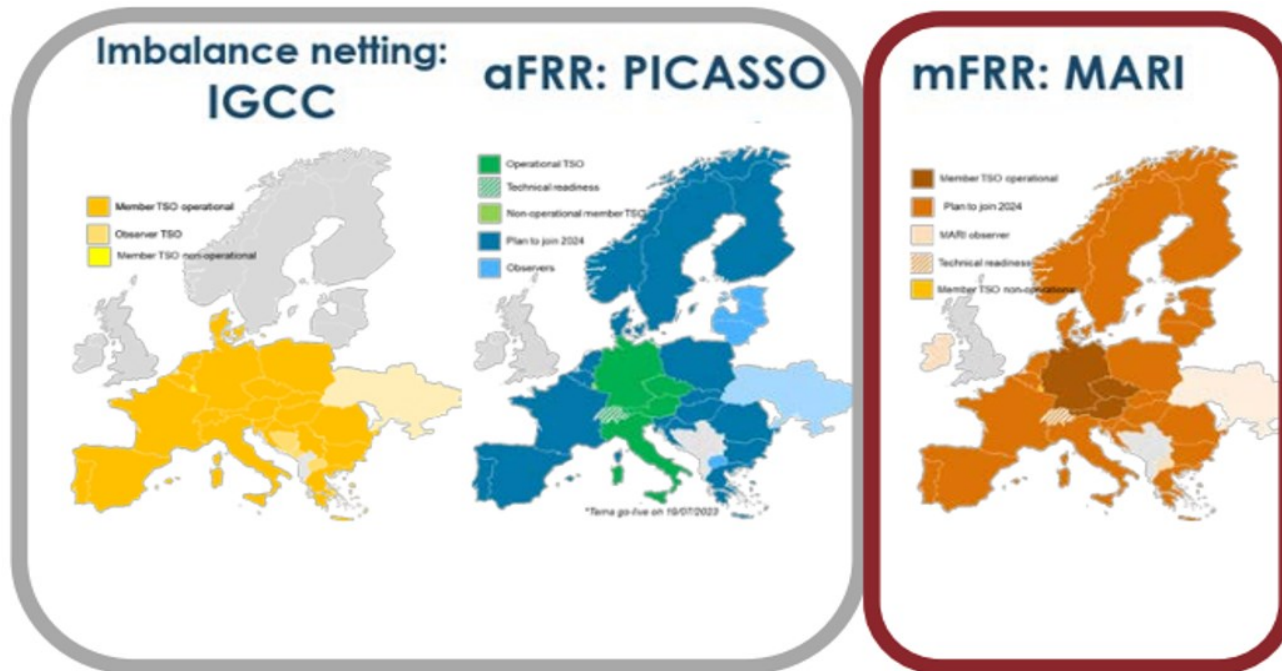 Imbalance netting:
IGCC
Member TSO operational
Observer TSO
Member TSO non-operational
aFRR: PICASSO
Operational TSO
Technical readiness
Non-operational member TSO
Plan to join 2024
Observers
*Terna go-live on 19/07/2023
mFRR: MARI
Member TSO operational
Plan to join 2024
MARI observer
Technical readiness
Member TSO non-operational